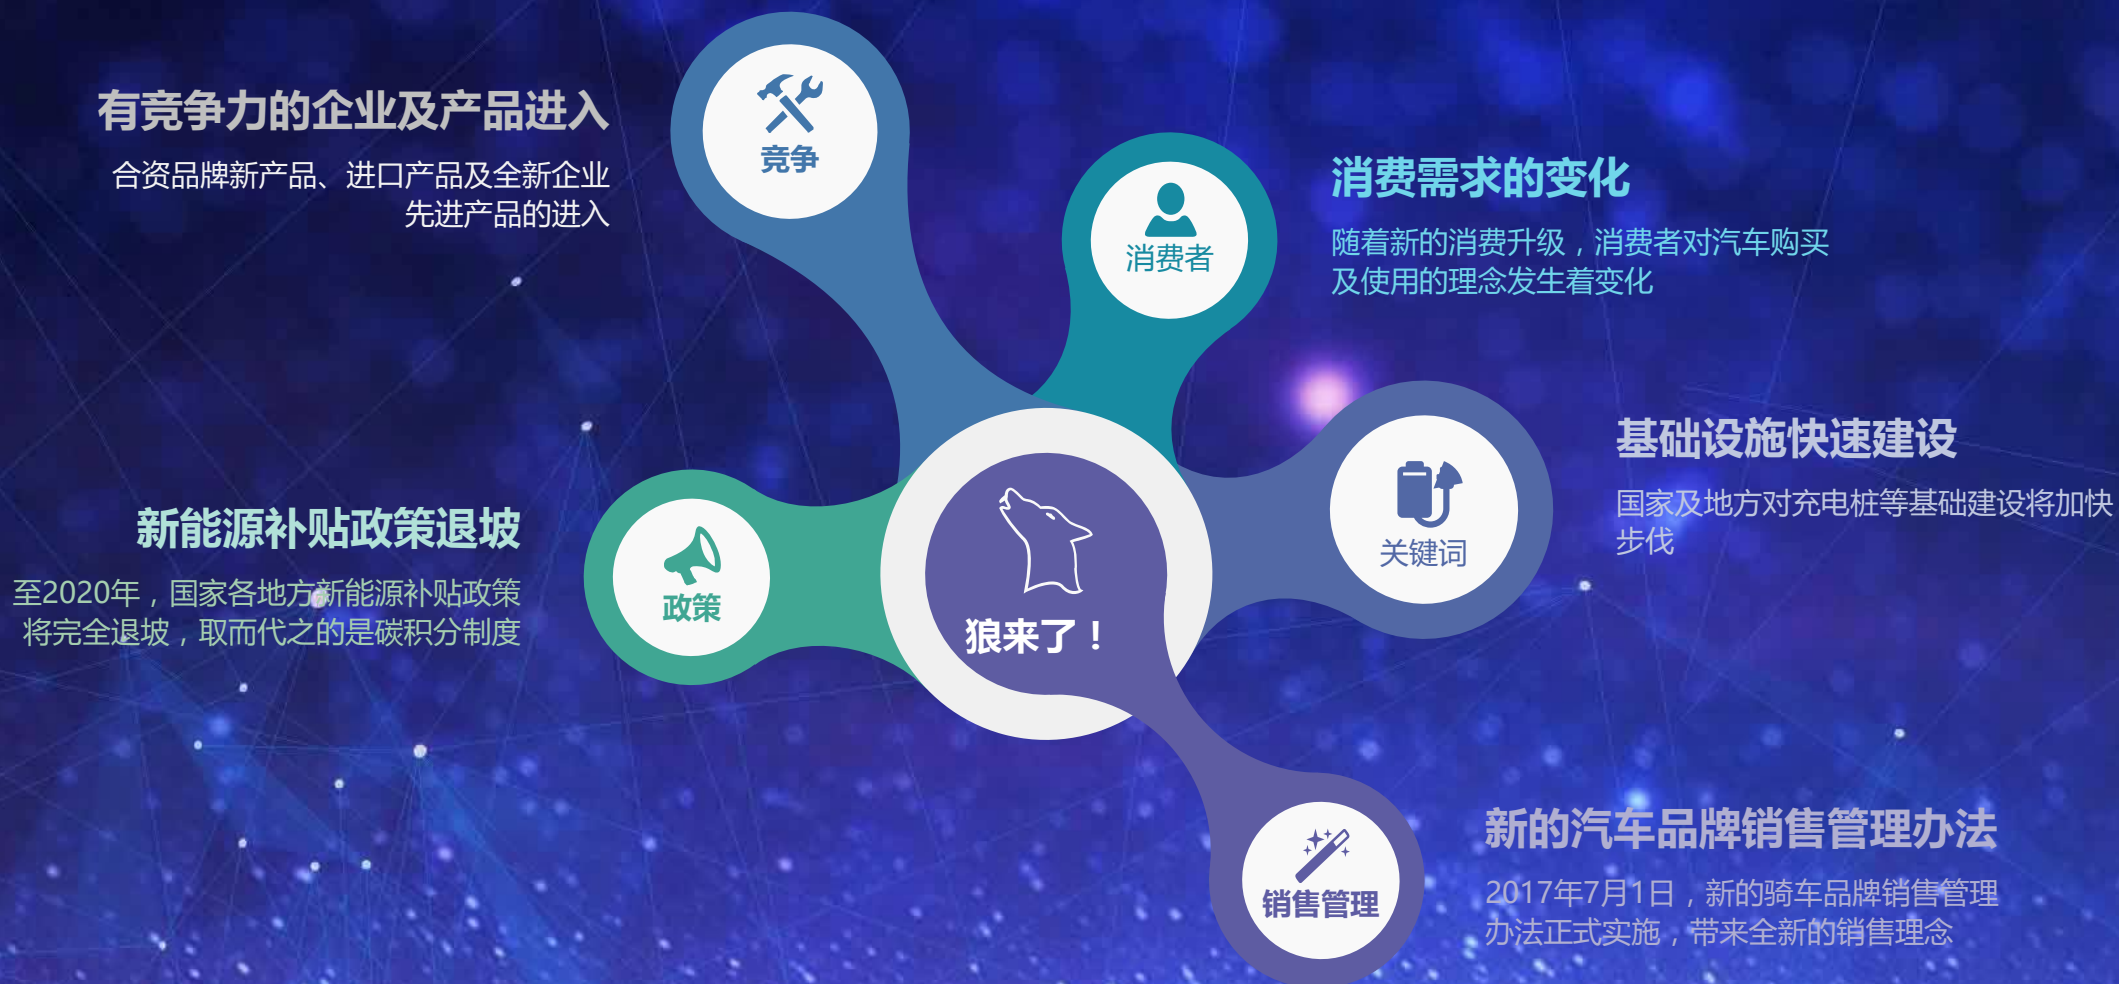 有竞争力的企业及产品进入
合资品牌新产品、进口产品及全新企业
先进产品的进入
竞争
消费者
消费需求的变化
随着新的消费升级，消费者对汽车购买
及使用的理念发生着变化
关键词
基础设施快速建设
国家及地方对充电桩等基础建设将加快
步伐
新能源补贴政策退坡
至2020年，国家各地方新能源补贴政策
将完全退坡，取而代之的是碳积分制度
政策
狼来了！
销售管理
新的汽车品牌销售管理办法
2017年7月1日，新的骑车品牌销售管理
办法正式实施，带来全新的销售理念